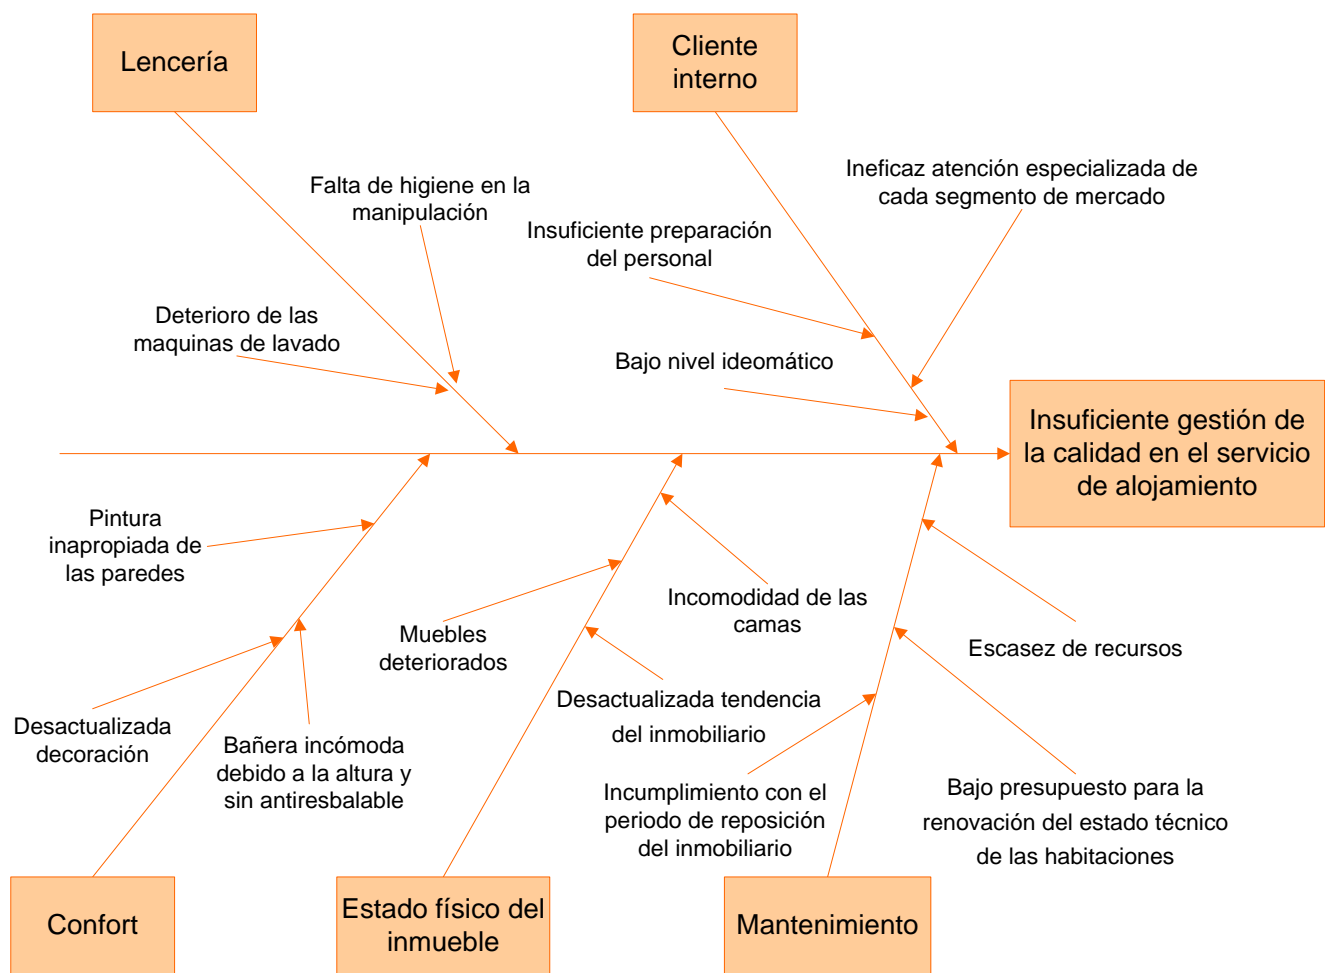 Lencería
Cliente
interno
Falta de higiene en la
manipulación
Ineficaz atención especializada de
cada segmento de mercado
Insuficiente preparación
del personal
Deterioro de las
maquinas de lavado
Bajo nivel ideomático
Insuficiente gestión de
la calidad en el servicio
de alojamiento
Pintura
inapropiada de
las paredes
Incomodidad de las
camas
Muebles
deteriorados
Escasez de recursos
Desactualizada
decoración
Bañera incómoda
debido a la altura y
sin antiresbalable
Desactualizada tendencia
del inmobiliario
Incumplimiento con el
periodo de reposición
del inmobiliario
Bajo presupuesto para la
renovación del estado técnico
de las habitaciones
Confort
Estado físico del
inmueble
Mantenimiento